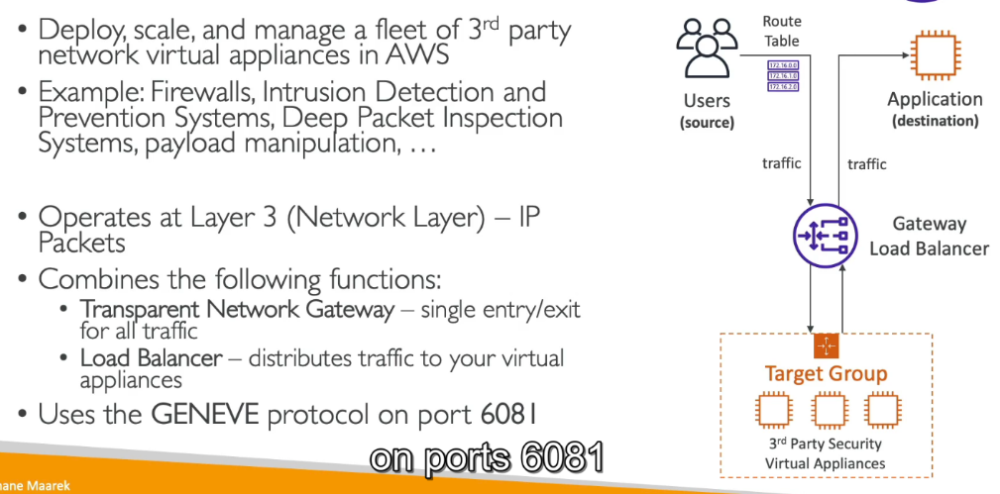 • Deploy, scale, and manage a fleet of 3rd party
network virtual appliances in AWS
• Example: Firewalls, Intrusion Detection and
Prevention Systems, Deep Packet Inspection
Systems, payload manipulation, …
• Operates at Layer 3 (Network Layer) – IP
Packets
• Combines the following functions:
• Transparent Network Gateway – single entry/exit
for all traffic
• Load Balancer – distributes traffic to your virtual
appliances
• Uses the GENEVE protocol on port 6081
Route
Table
172.16.0.0
172.16.1.0
172.16.2.0
Users
(source)
Application
(destination)
traffic
traffic
Gateway
Load Balancer
Target Group
3rd Party Security
Virtual Appliances
on ports 6081
Maarek